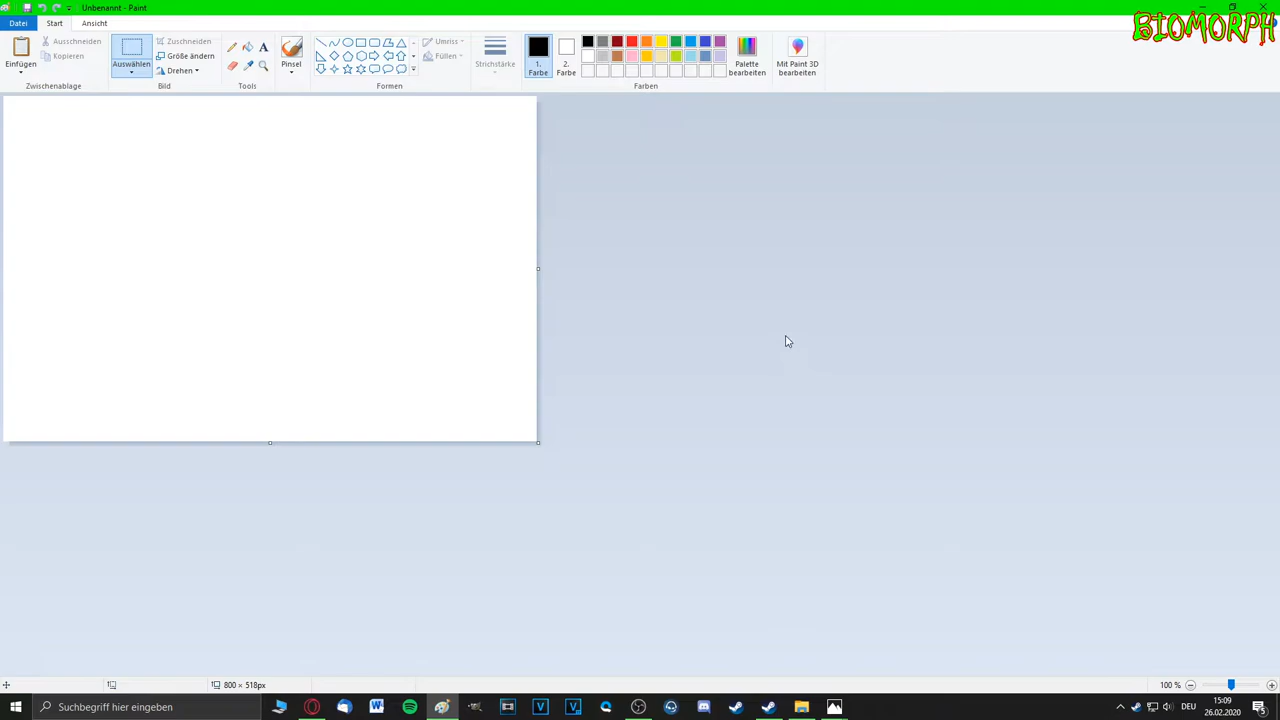 Unbenannt - Paint
BIOMORPH
Datei Start Ansicht
Einfügen
Ausschneiden
Kopieren
Zwischenablage
Auswählen
Zuschneiden
Größe ändern
Drehen
Bild
A
Tools
Pinsel
Formen
Umriss
Füllen
Strichstärke
1. Farbe
2. Farbe
Farben
Palette bearbeiten
Mit Paint 3D bearbeiten
800 × 518px
100 %
Suchbegriff hier eingeben
DEU
15:09
26.02.2020